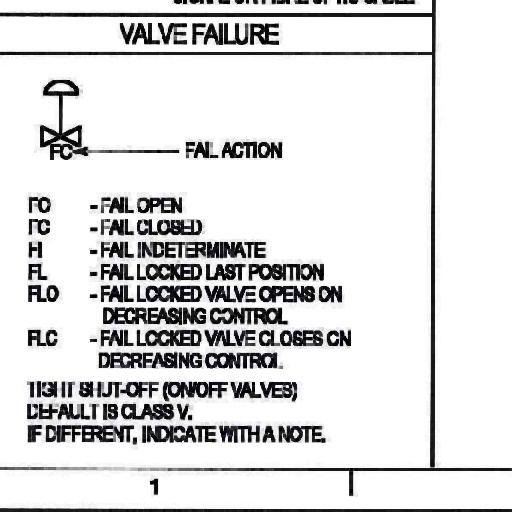 VALVE FAILURE
FC
FAIL ACTION
FO - FAIL OPEN
FC - FAIL CLOSED
FI - FAIL INDETERMINATE
FL - FAIL LOCKED LAST POSITION
FLO - FAIL LOCKED VALVE OPENS ON
DECREASING CONTROL
FLC - FAIL LOCKED VALVE CLOSES ON
DECREASING CONTROL
TIGHT SHUT-OFF (ON/OFF VALVES)
DEFAULT IS CLASS V.
IF DIFFERENT, INDICATE WITH A NOTE.
1